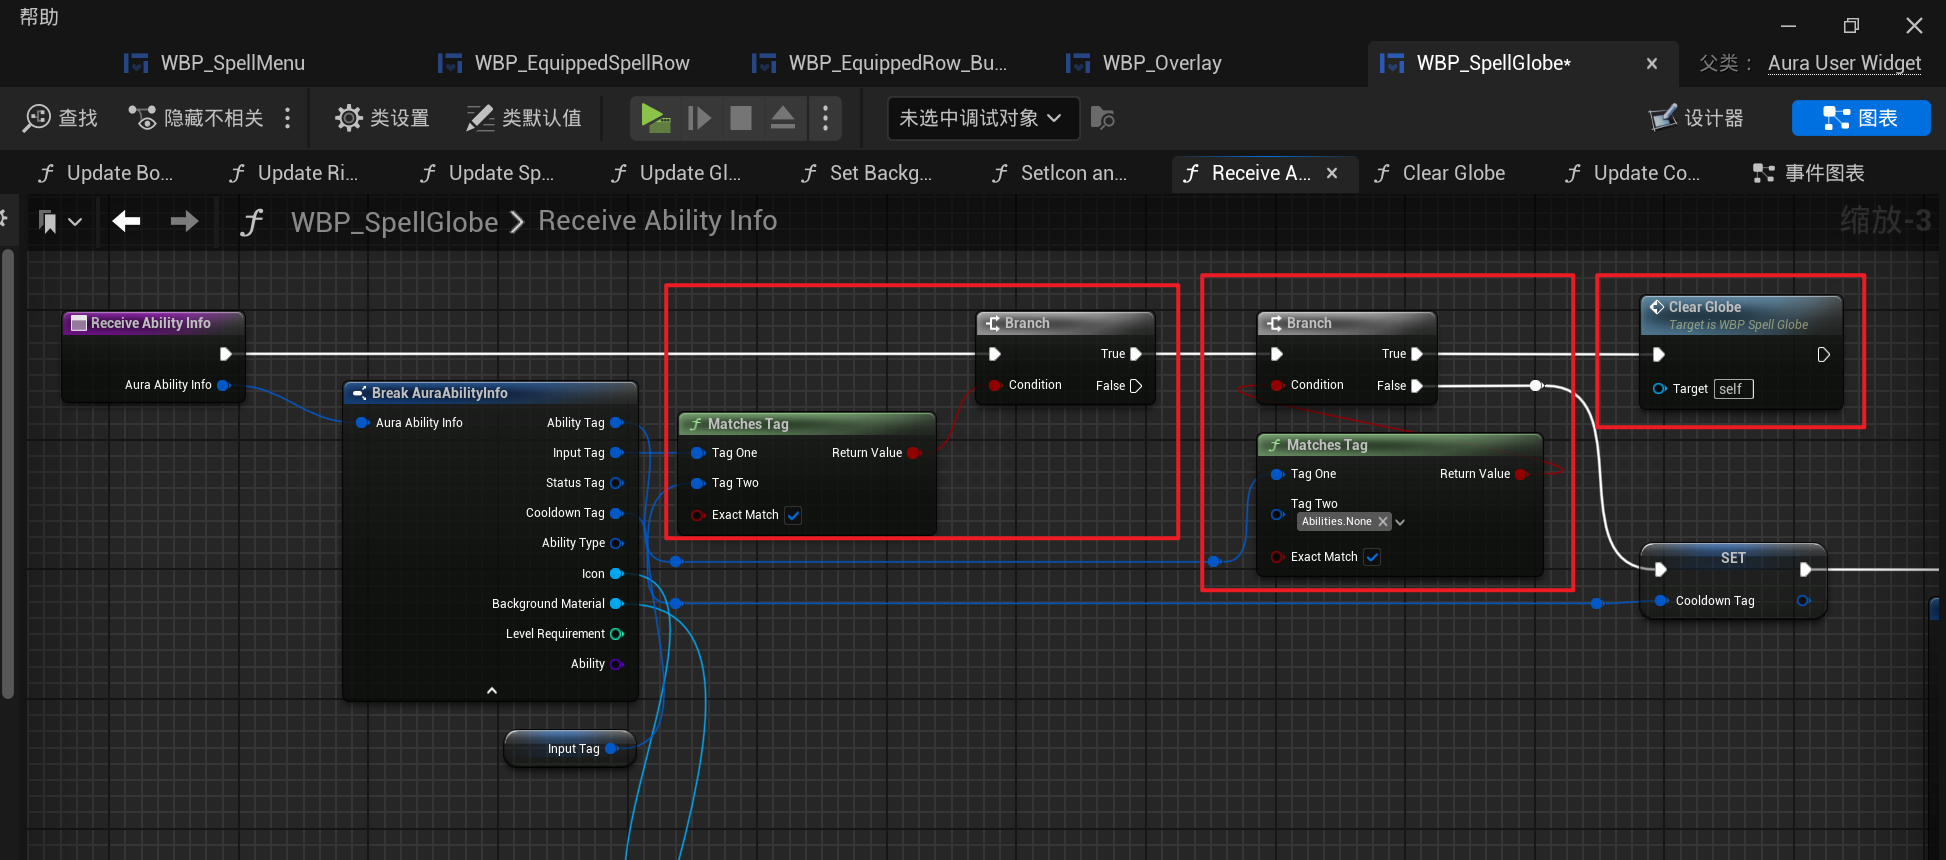 帮助
WBP_SpellMenu
WBP_EquippedSpellRow
WBP_EquippedRow_Bu...
WBP_Overlay
WBP_SpellGlobe*
父类： Aura User Widget
查找
隐藏不相关
类设置
类默认值
未选中调试对象
设计器
图表
Update Bo...
Update Ri...
Update Sp...
Update Gl...
Set Backg...
SetIcon an...
Receive A...
Clear Globe
Update Co...
事件图表
WBP_SpellGlobe
Receive Ability Info
缩放-3
Receive Ability Info
Aura Ability Info
Break AuraAbilityInfo
Aura Ability Info
Ability Tag
Input Tag
Status Tag
Cooldown Tag
Ability Type
Icon
Background Material
Level Requirement
Ability
Input Tag
Matches Tag
Tag One
Return Value
Tag Two
Exact Match
Branch
True
Condition
False
Branch
True
Condition
False
Matches Tag
Tag One
Return Value
Tag Two
Abilities.None
Exact Match
Clear Globe
Target is WBP Spell Globe
Target self
SET
Cooldown Tag